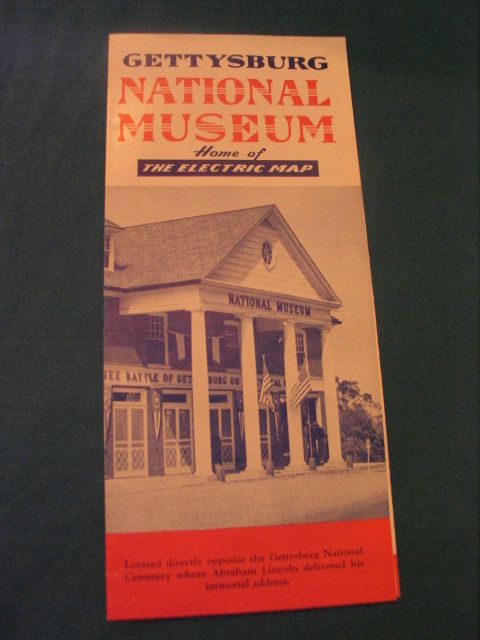 GETTYSBURG
NATIONAL
MUSEUM
Home of
THE ELECTRIC MAP
NATIONAL MUSEUM
SEE BATTLE OF GETTYSBURG ON
Located directly opposite the Gettysburg National
Cemetery where Abraham Lincoln delivered his
immortal address.